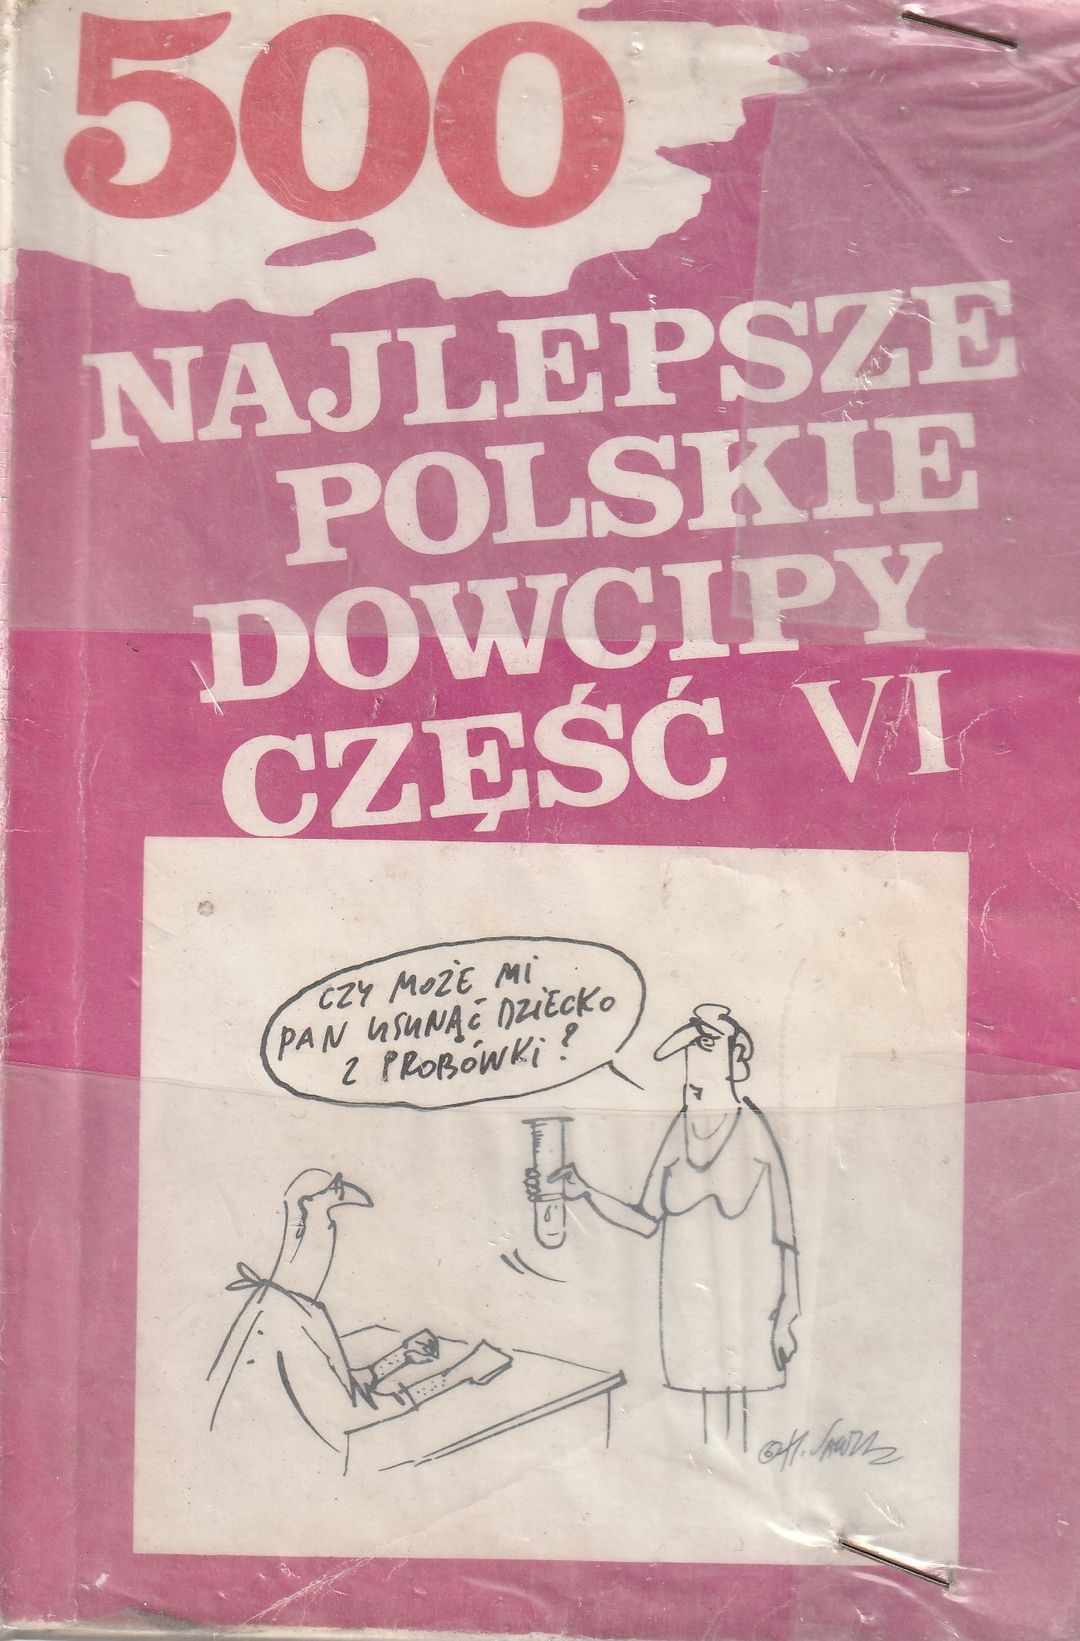 500
NAJLEPSZE
POLSKIE
DOWCIPY
CZĘŚĆ VI
CZY MOŻE MI
PAN USUNĄĆ DZIECKO
Z PROBÓWKI?